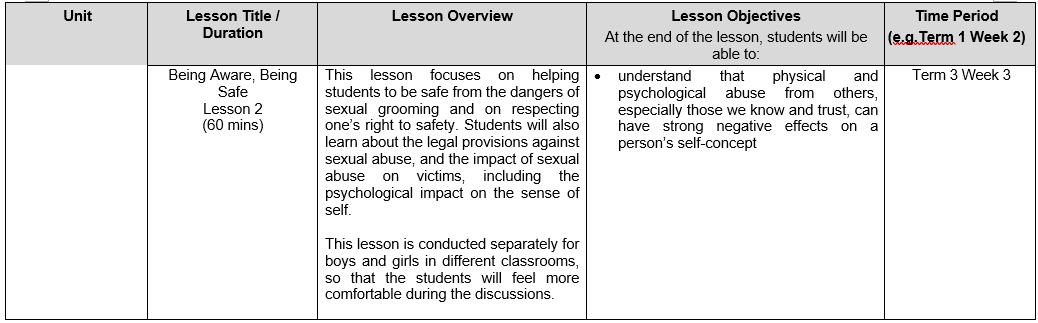 Unit
Lesson Title /
Duration
Lesson Overview
Lesson Objectives
At the end of the lesson, students will be
able to:
Time Period
(e.g.Term 1 Week 2)
Being Aware, Being
Safe
Lesson 2
(60 mins)
This lesson focuses on helping
students to be safe from the dangers of
sexual grooming and on respecting
one's right to safety. Students will also
learn about the legal provisions against
sexual abuse, and the impact of sexual
abuse on victims, including the
psychological impact on the sense of
self.
This lesson is conducted separately for
boys and girls in different classrooms,
so that the students will feel more
comfortable during the discussions.
• understand that physical and
psychological abuse from others,
especially those we know and trust, can
have strong negative effects on a
person's self-concept
Term 3 Week 3